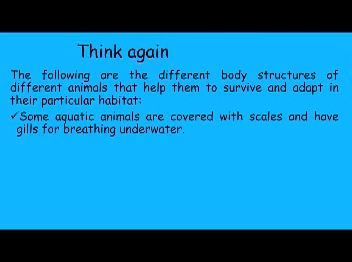 Think again
The following are the different body structures of
different animals that help them to survive and adapt in
their particular habitat:
✓Some aquatic animals are covered with scales and have
gills for breathing underwater.